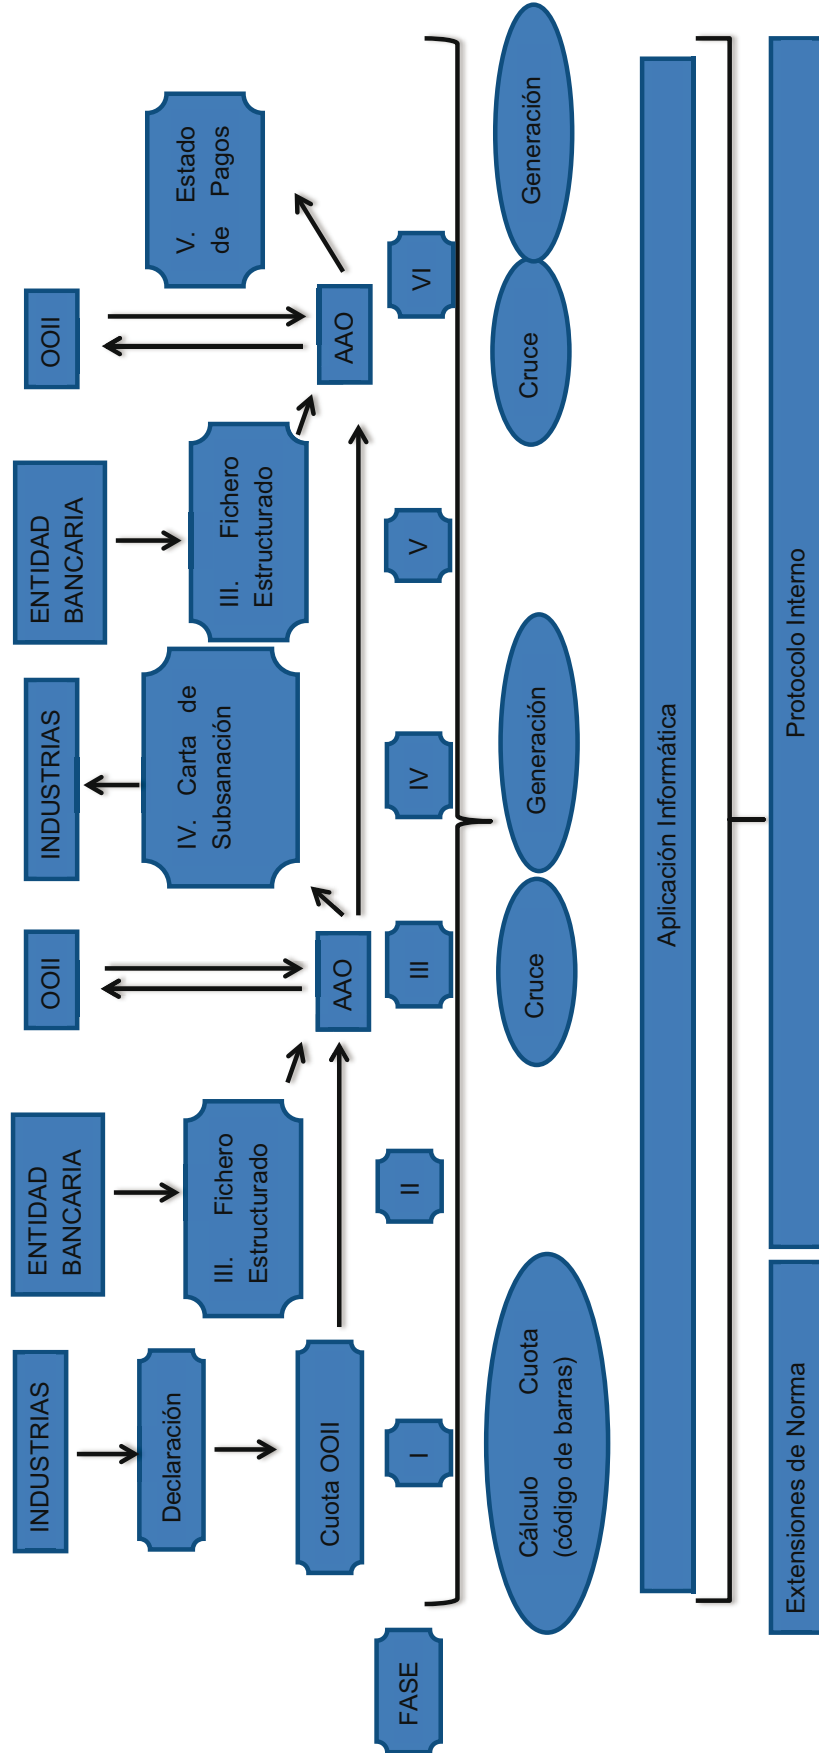 INDUSTRIAS
ENTIDAD
BANCARIA
OOII
INDUSTRIAS
ENTIDAD
BANCARIA
OOII
Declaración
III. Fichero
Estructurado
IV. Carta de
Subsanación
III. Fichero
Estructurado
V. Estado
de Pagos
Cuota OOII
AAO
AAO
FASE
I
II
III
IV
V
VI
Cálculo Cuota
(código de barras)
Cruce
Generación
Cruce
Generación
Aplicación Informática
Extensiones de Norma
Protocolo Interno